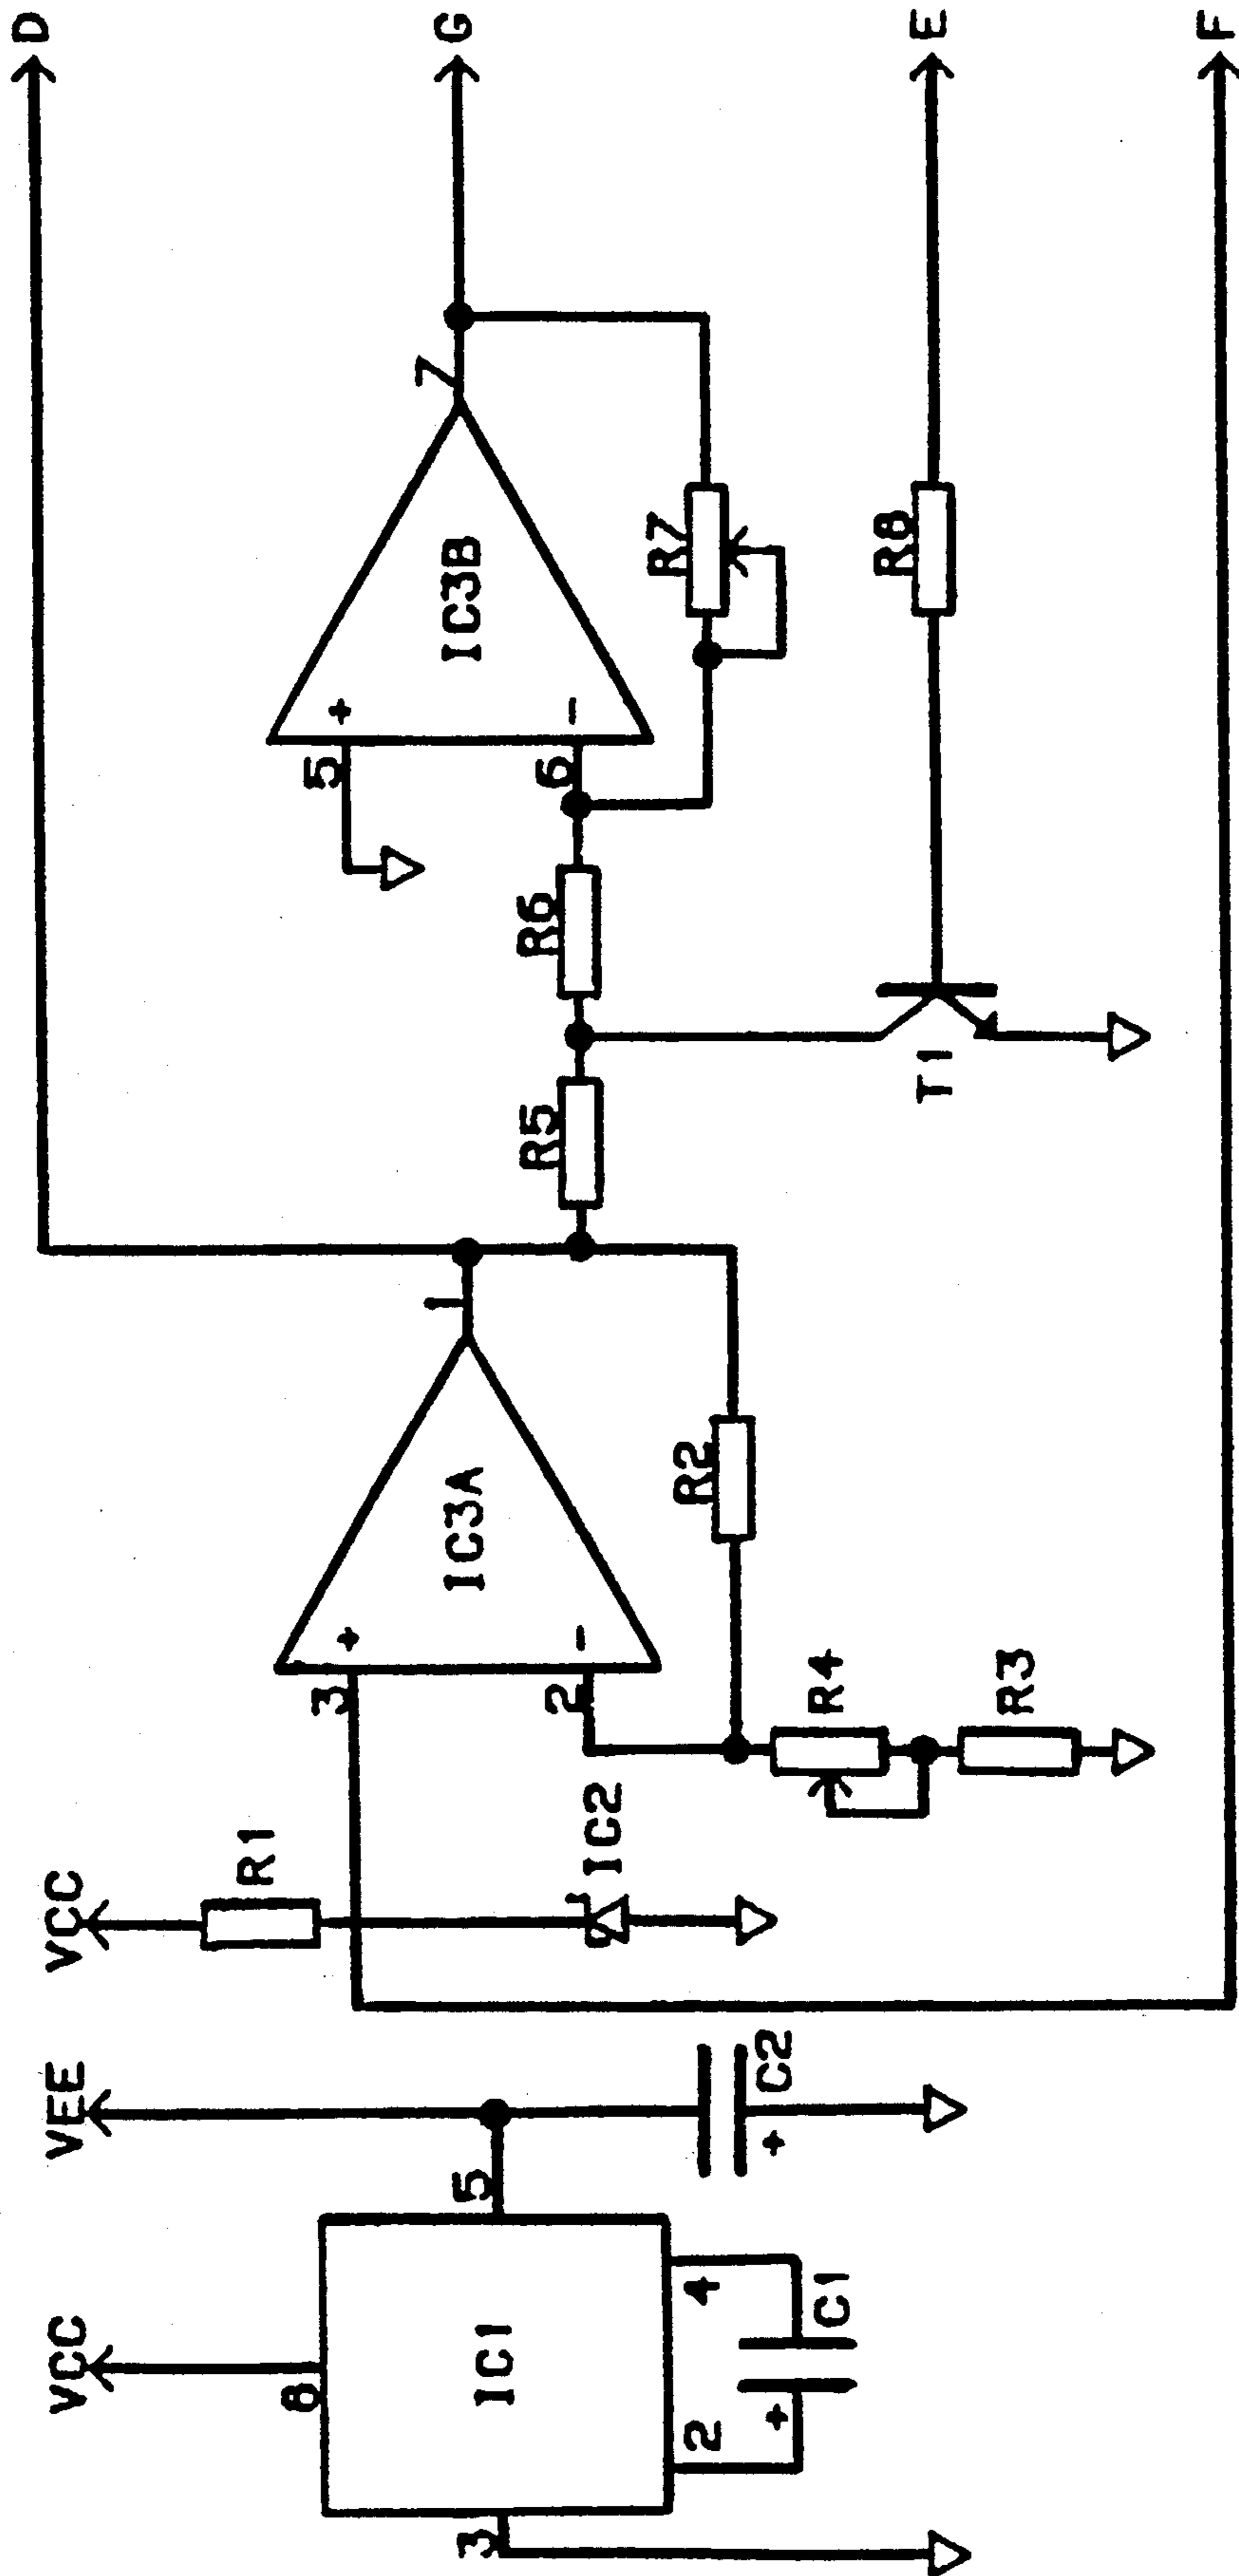 D
G
E
F
7
IC3B
+
-
5
6
R7
R8
R6
R5
T1
1
IC3A
+
-
3
2
R2
R4
R3
VCC
R1
IC2
VEE
5
C2
+
VCC
8
IC1
4
2
C1
+
3